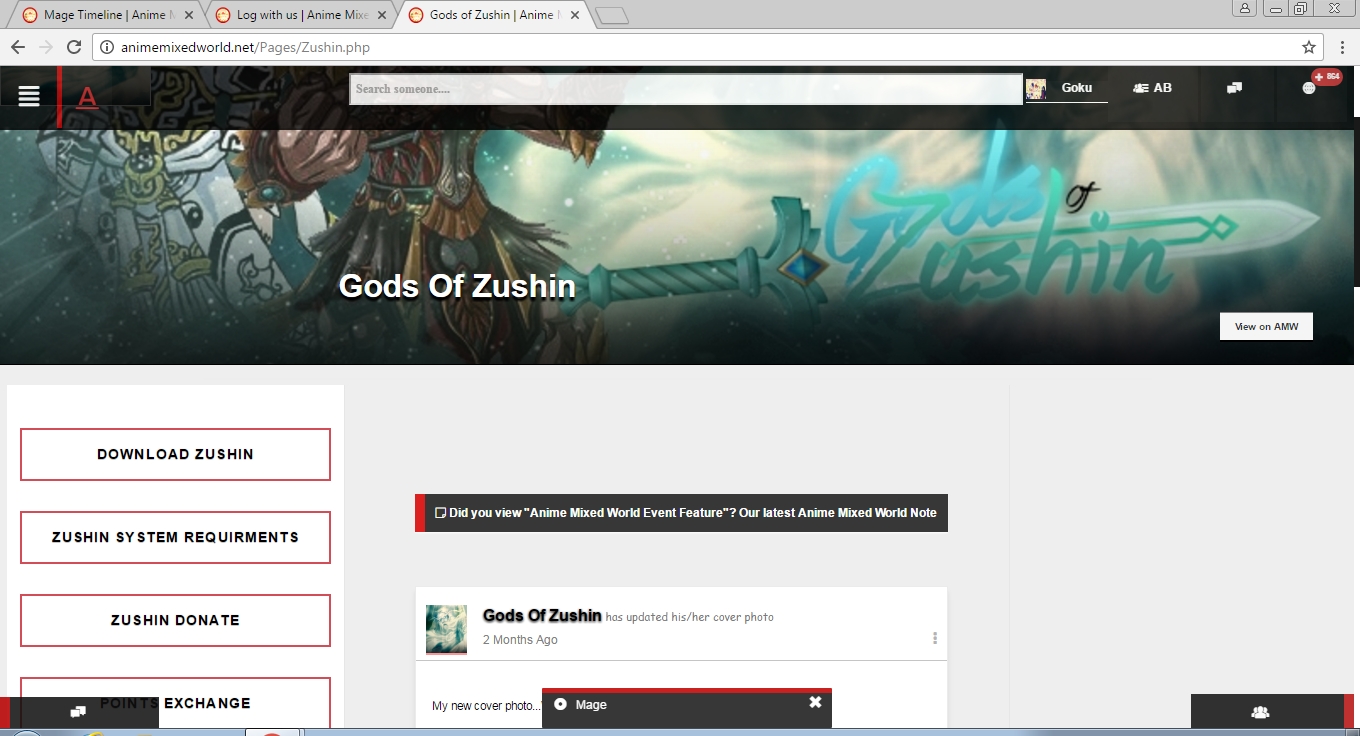 Mage Timeline | Anime M
Log with us | Anime Mixe
Gods of Zushin | Anime M
animemixedworld.net/Pages/Zushin.php
A
Search someone....
Goku
AB
864
Gods of
Zushin
Gods Of Zushin
View on AMW
DOWNLOAD ZUSHIN
ZUSHIN SYSTEM REQUIRMENTS
ZUSHIN DONATE
POINTS EXCHANGE
Did you view "Anime Mixed World Event Feature"? Our latest Anime Mixed World Note
Gods Of Zushin has updated his/her cover photo
2 Months Ago
My new cover photo...
Mage